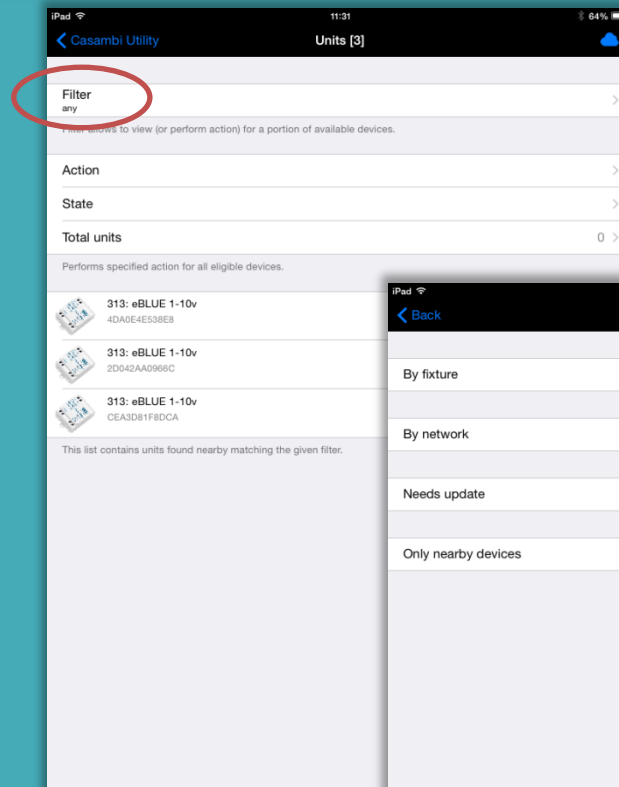 iPad 11:31 64%
Casambi Utility Units [3]
Filter
any
Filter allows to view (or perform action) for a portion of available devices.
Action
State
Total units 0
Performs specified action for all eligible devices.
313: eBLUE 1-10v
4DA0E4E538E8
313: eBLUE 1-10v
2D042AA0966C
313: eBLUE 1-10v
CEA3D81F8DCA
This list contains units found nearby matching the given filter.
iPad
Back
By fixture
By network
Needs update
Only nearby devices